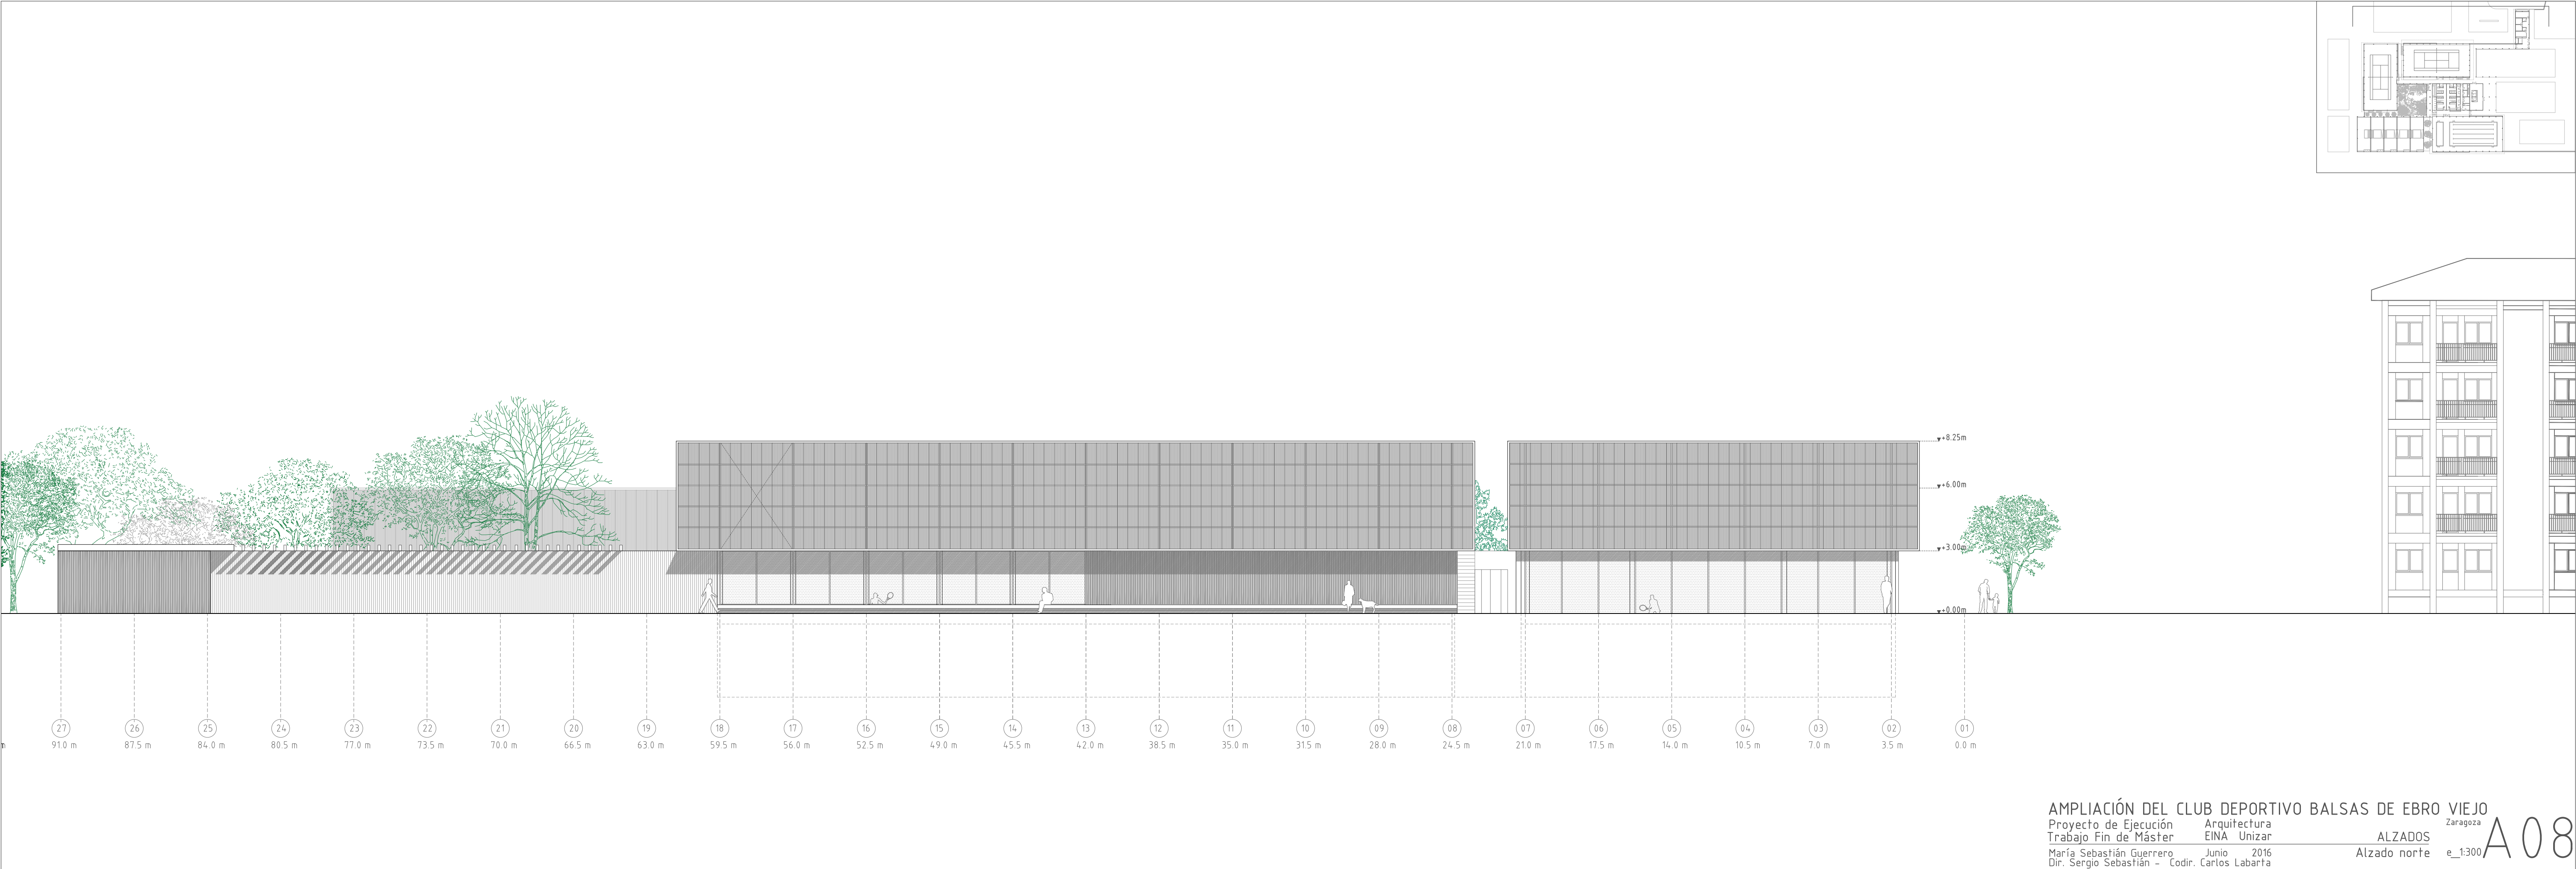 +8.25m
+6.00m
+3.00m
+0.00m
27 26 25 24 23 22 21 20 19 18 17 16 15 14 13 12 11 10 09 08 07 06 05 04 03 02 01
m 91.0 m 87.5 m 84.0 m 80.5 m 77.0 m 73.5 m 70.0 m 66.5 m 63.0 m 59.5 m 56.0 m 52.5 m 49.0 m 45.5 m 42.0 m 38.5 m 35.0 m 31.5 m 28.0 m 24.5 m 21.0 m 17.5 m 14.0 m 10.5 m 7.0 m 3.5 m 0.0 m
AMPLIACIÓN DEL CLUB DEPORTIVO BALSAS DE EBRO VIEJO
Proyecto de Ejecución Arquitectura Zaragoza
Trabajo Fin de Máster EINA Unizar ALZADOS
María Sebastián Guerrero Junio 2016 Alzado norte e_1:300 A08
Dir. Sergio Sebastián - Codir. Carlos Labarta